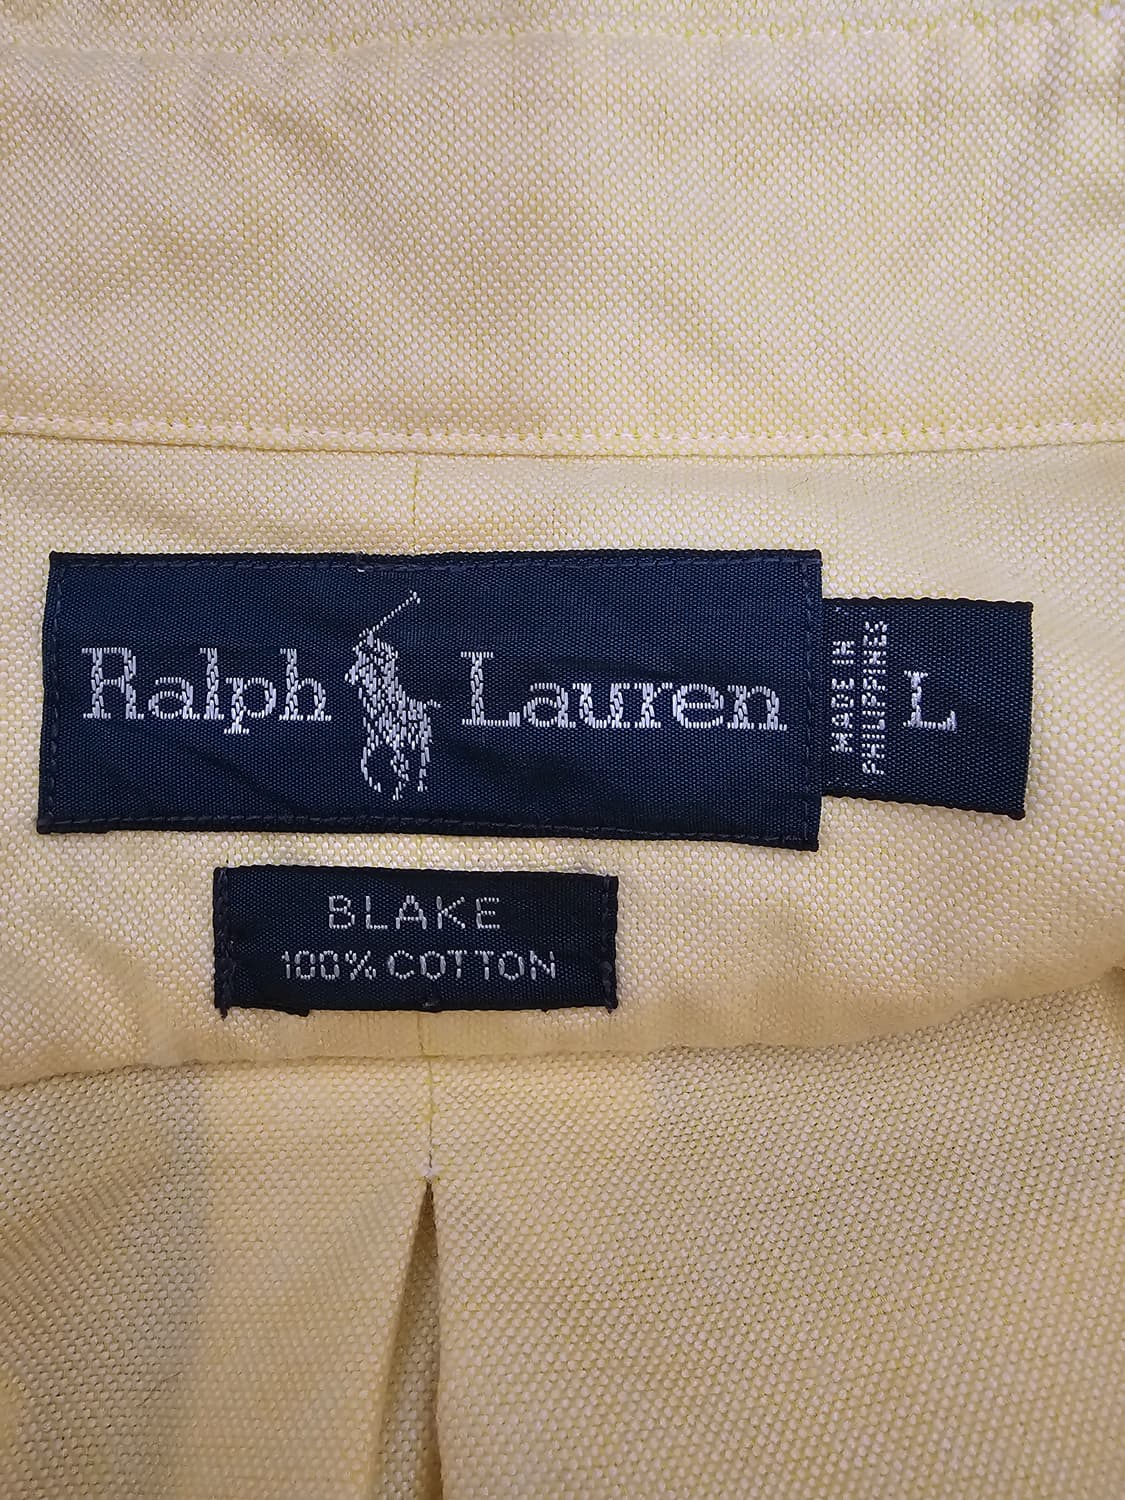 Ralph Lauren
MADE IN
PHILIPPINES
L
BLAKE
100% COTTON